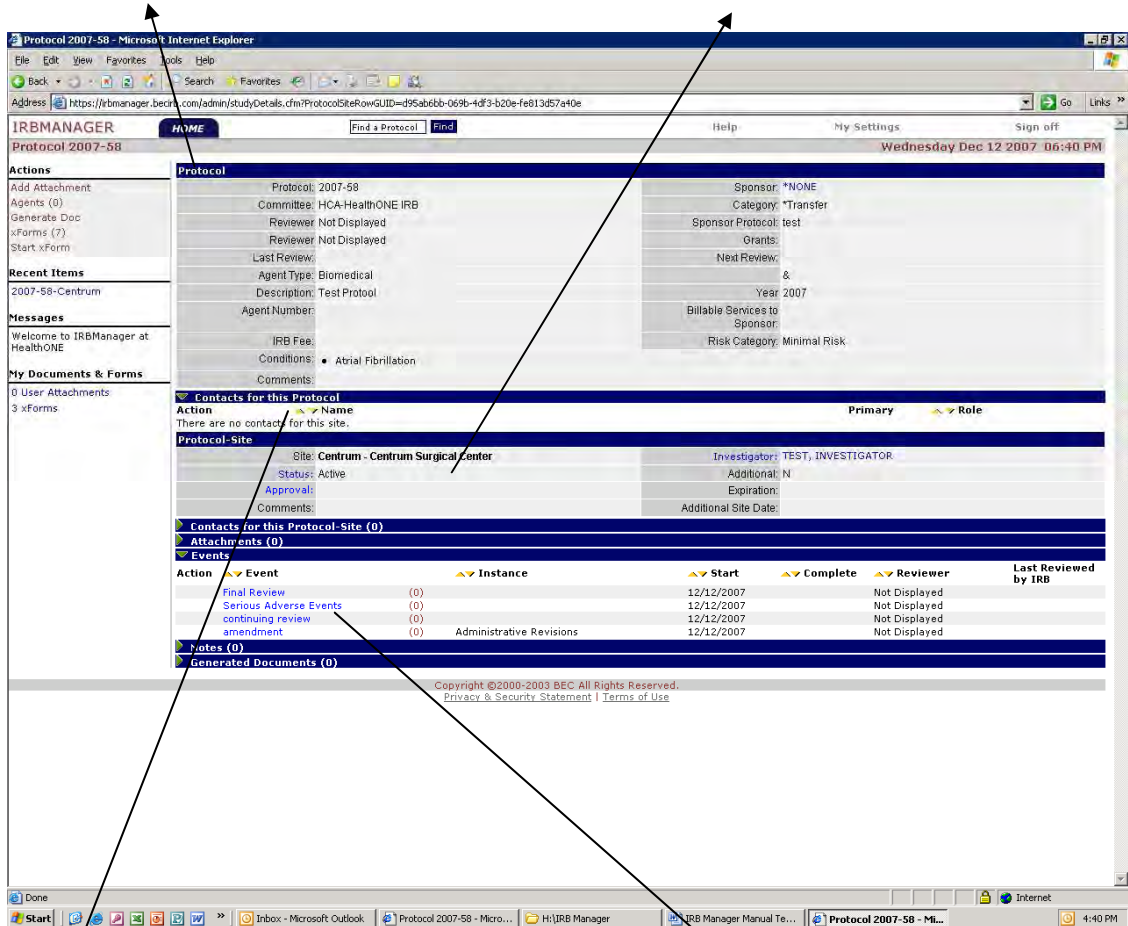 Protocol 2007-58 - Microsoft Internet Explorer
File Edit View Favorites Tools Help
Back Search Favorites
Address https://irbmanager.becirb.com/admin/studyDetails.cfm?ProtocolSiteRowGUID=d95ab6bb-069b-4df3-b20e-fe813d57a40e Go Links »
IRBMANAGER HOME Find a Protocol Find Help My Settings Sign off
Protocol 2007-58 Wednesday Dec 12 2007 06:40 PM
Actions
Add Attachment
Agents (0)
Generate Doc
xForms (7)
Start xForm
Recent Items
2007-58-Centrum
Messages
Welcome to IRBManager at
HealthONE
My Documents & Forms
0 User Attachments
3 xForms
Protocol
Protocol: 2007-58 Sponsor: *NONE
Committee: HCA-HealthONE IRB Category: *Transfer
Reviewer Not Displayed Sponsor Protocol: test
Reviewer Not Displayed Grants:
Last Review: Next Review:
Agent Type: Biomedical &
Description: Test Protool Year 2007
Agent Number: Billable Services to
Sponsor:
IRB Fee: Risk Category: Minimal Risk
Conditions: • Atrial Fibrillation
Comments:
Contacts for this Protocol
Action Name Primary Role
There are no contacts for this site.
Protocol-Site
Site: Centrum - Centrum Surgical Center Investigator: TEST, INVESTIGATOR
Status: Active Additional: N
Approval: Expiration:
Comments: Additional Site Date:
Contacts for this Protocol-Site (0)
Attachments (0)
Events
Action Event Instance Start Complete Reviewer Last Reviewed
by IRB
Final Review (0) 12/12/2007 Not Displayed
Serious Adverse Events (0) 12/12/2007 Not Displayed
continuing review (0) 12/12/2007 Not Displayed
amendment (0) Administrative Revisions 12/12/2007 Not Displayed
Notes (0)
Generated Documents (0)
Copyright ©2000-2003 BEC All Rights Reserved.
Privacy & Security Statement | Terms of Use
Done Internet
Start » Inbox - Microsoft Outlook Protocol 2007-58 - Micro... H:\IRB Manager IRB Manager Manual Te... Protocol 2007-58 - Mi... 4:40 PM